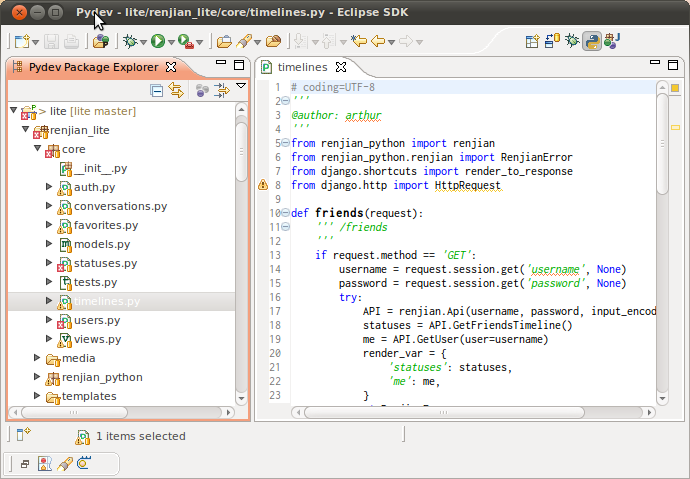 Pydev - lite/renjian_lite/core/timelines.py - Eclipse SDK
Pydev Package Explorer
> lite [lite master]
renjian_lite
core
__init__.py
auth.py
conversations.py
favorites.py
models.py
statuses.py
tests.py
timelines.py
users.py
views.py
media
renjian_python
templates
timelines
1 # coding=UTF-8
2 '''
3 @author: arthur
4 '''
5 from renjian_python import renjian
6 from renjian_python.renjian import RenjianError
7 from django.shortcuts import render_to_response
8 from django.http import HttpRequest
9
10 def friends(request):
11 ''' /friends
12 '''
13 if request.method == 'GET':
14 username = request.session.get('username', None)
15 password = request.session.get('password', None)
16 try:
17 API = renjian.Api(username, password, input_encod
18 statuses = API.GetFriendsTimeline()
19 me = API.GetUser(user=username)
20 render_var = {
21 'statuses': statuses,
22 'me': me,
23 }
1 items selected